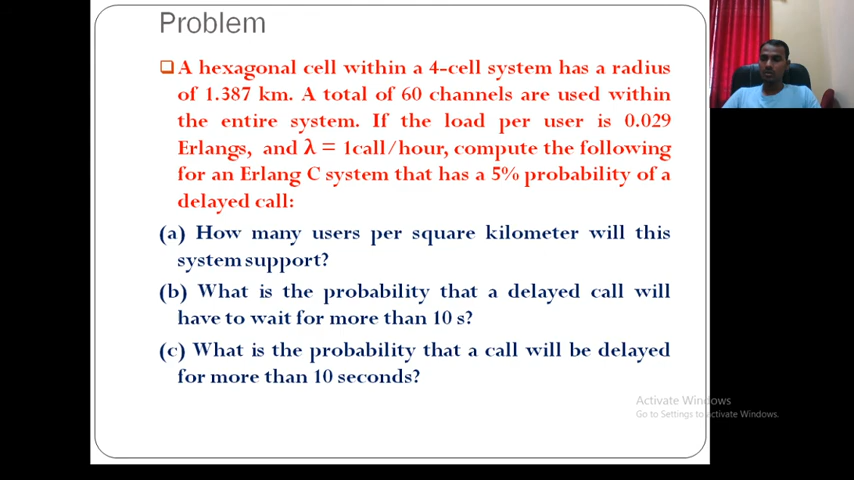 Problem
A hexagonal cell within a 4-cell system has a radius
of 1.387 km. A total of 60 channels are used within
the entire system. If the load per user is 0.029
Erlangs, and λ = 1call/hour, compute the following
for an Erlang C system that has a 5% probability of a
delayed call:
(a) How many users per square kilometer will this
system support?
(b) What is the probability that a delayed call will
have to wait for more than 10 s?
(c) What is the probability that a call will be delayed
for more than 10 seconds?
Activate Windows
Go to Settings to Activate Windows.